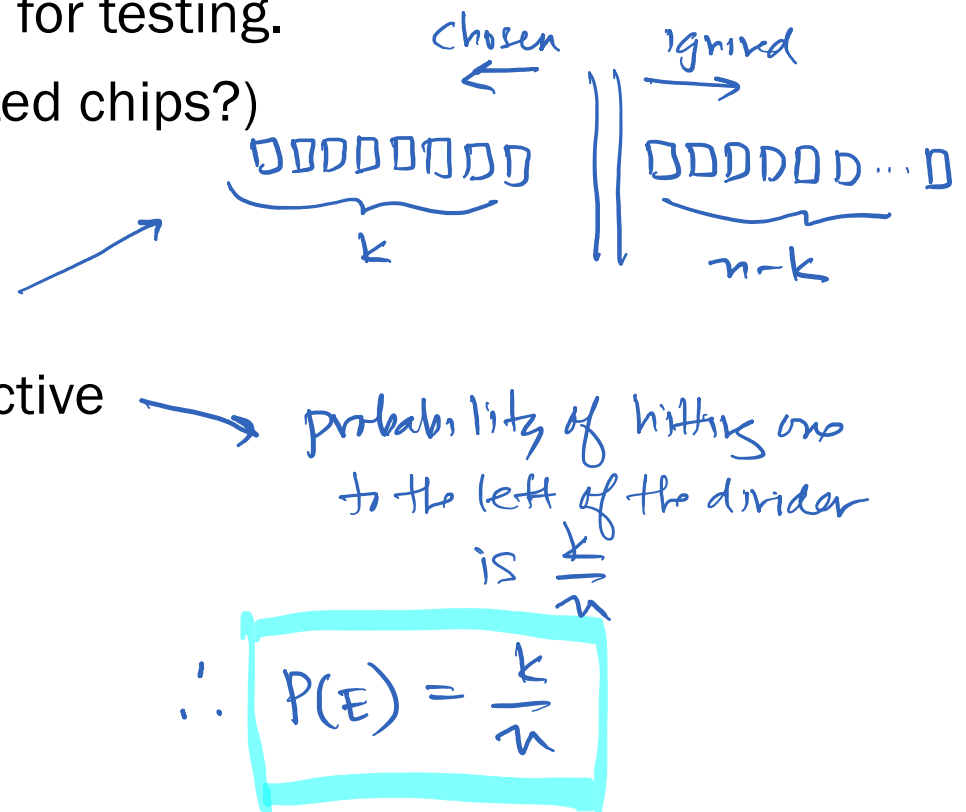 for testing.
chosen ignored
ed chips?)
k
n-k
ctive
probability of hitting one
to the left of the divider
is k/n
∴ P(E) = k/n